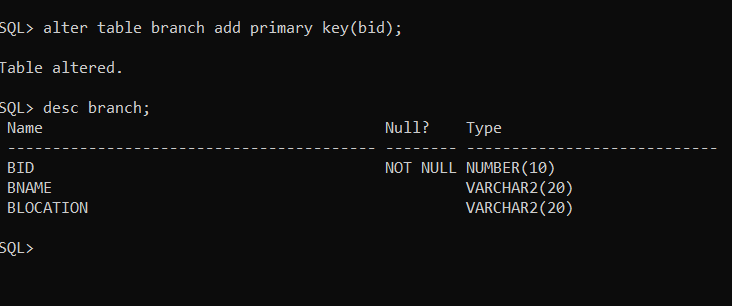 SQL> alter table branch add primary key(bid);
Table altered.
SQL> desc branch;
Name                                      Null?    Type
----------------------------------------- -------- ----------------------------
BID                                       NOT NULL NUMBER(10)
BNAME                                              VARCHAR2(20)
BLOCATION                                          VARCHAR2(20)
SQL>